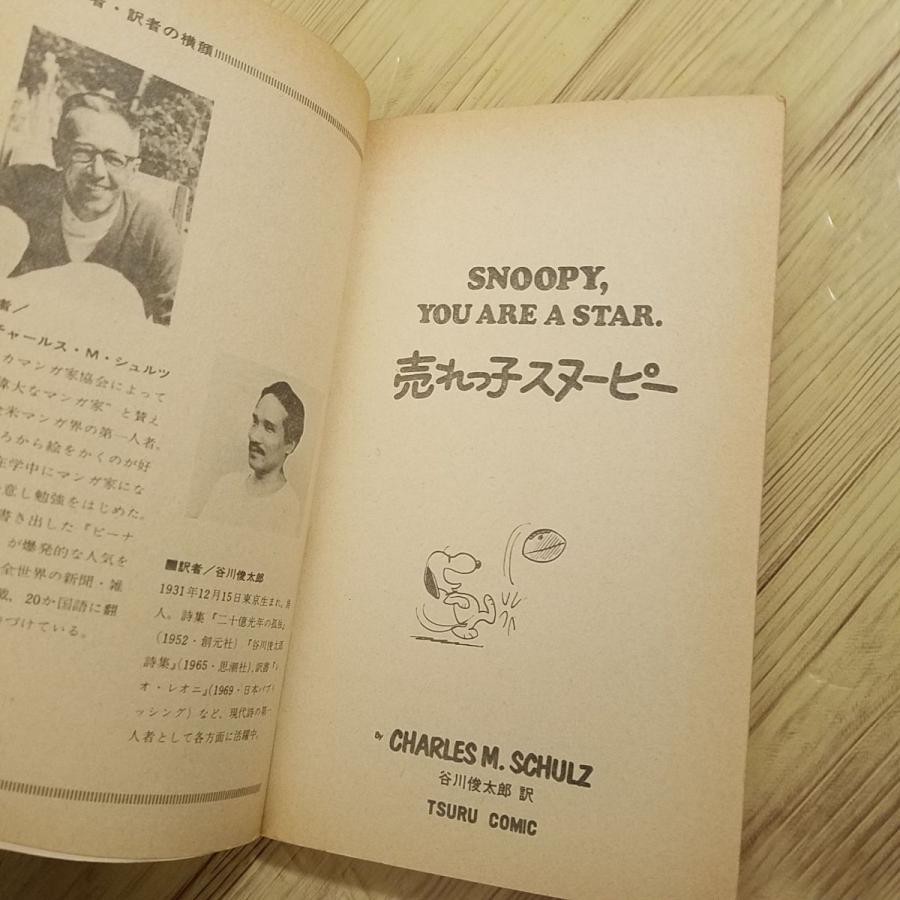 者・訳者の横顔
者／
チャールス・M・シュルツ
カマンガ家協会によって
偉大なマンガ家”と賛え
全米マンガ界の第一人者。
ろから絵をかくのが好
在学中にマンガ家にな
意し勉強をはじめた。
書き出した『ピーナ
が爆発的な人気を
全世界の新聞・雑
載、20か国語に翻
づけている。
■訳者／谷川俊太郎
1931年12月15日東京生まれ。詩
人。詩集『二十億光年の孤独』
（1952・創元社）『谷川俊太郎
詩集』（1965・思潮社）、訳書『レ
オ・レオニ』（1969・日本パブリ
ッシング）など、現代詩の第一
人者として各方面に活躍中。
SNOOPY,
YOU ARE A STAR.
売れっ子スヌーピー
By CHARLES M. SCHULZ
谷川俊太郎 訳
TSURU COMIC